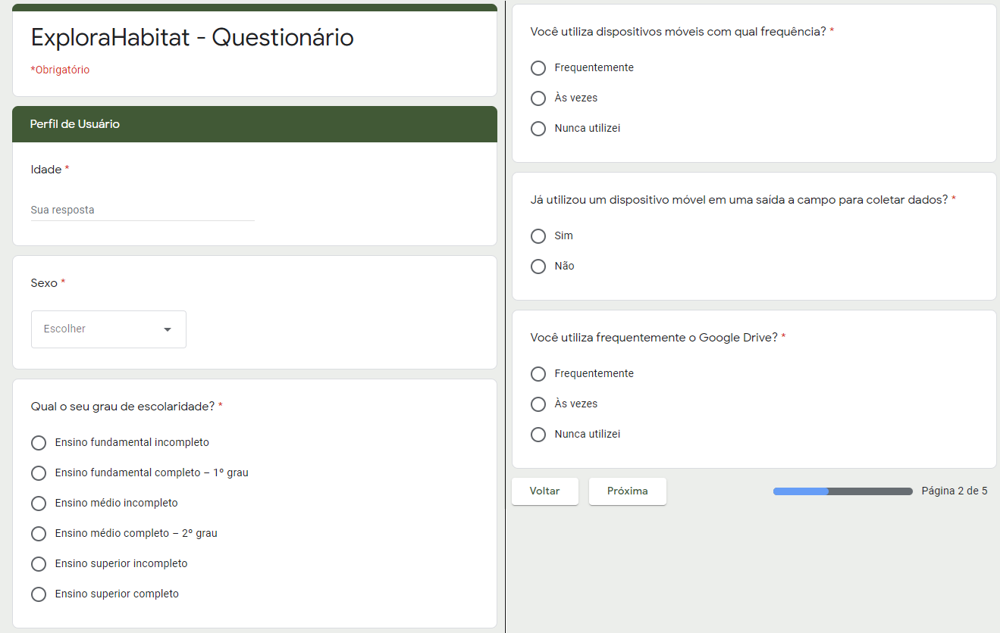 ExploraHabitat - Questionário
*Obrigatório
Perfil de Usuário
Idade *
Sua resposta
Sexo *
Escolher
Qual o seu grau de escolaridade? *
Ensino fundamental incompleto
Ensino fundamental completo – 1º grau
Ensino médio incompleto
Ensino médio completo – 2º grau
Ensino superior incompleto
Ensino superior completo
Você utiliza dispositivos móveis com qual frequência? *
Frequentemente
Às vezes
Nunca utilizei
Já utilizou um dispositivo móvel em uma saída a campo para coletar dados? *
Sim
Não
Você utiliza frequentemente o Google Drive? *
Frequentemente
Às vezes
Nunca utilizei
Voltar
Próxima
Página 2 de 5